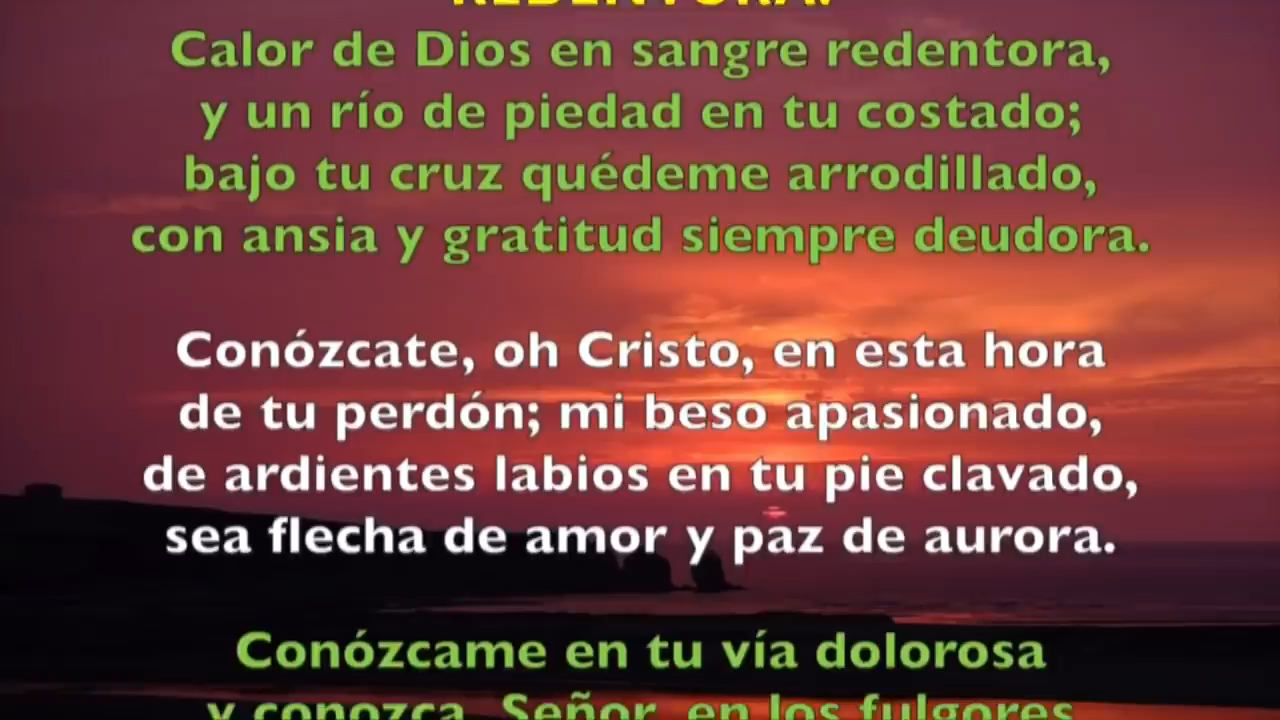 REDENTORA.
Calor de Dios en sangre redentora,
y un río de piedad en tu costado;
bajo tu cruz quédeme arrodillado,
con ansia y gratitud siempre deudora.
Conózcate, oh Cristo, en esta hora
de tu perdón; mi beso apasionado,
de ardientes labios en tu pie clavado,
sea flecha de amor y paz de aurora.
Conózcame en tu vía dolorosa
y conozca, Señor, en los fulgores